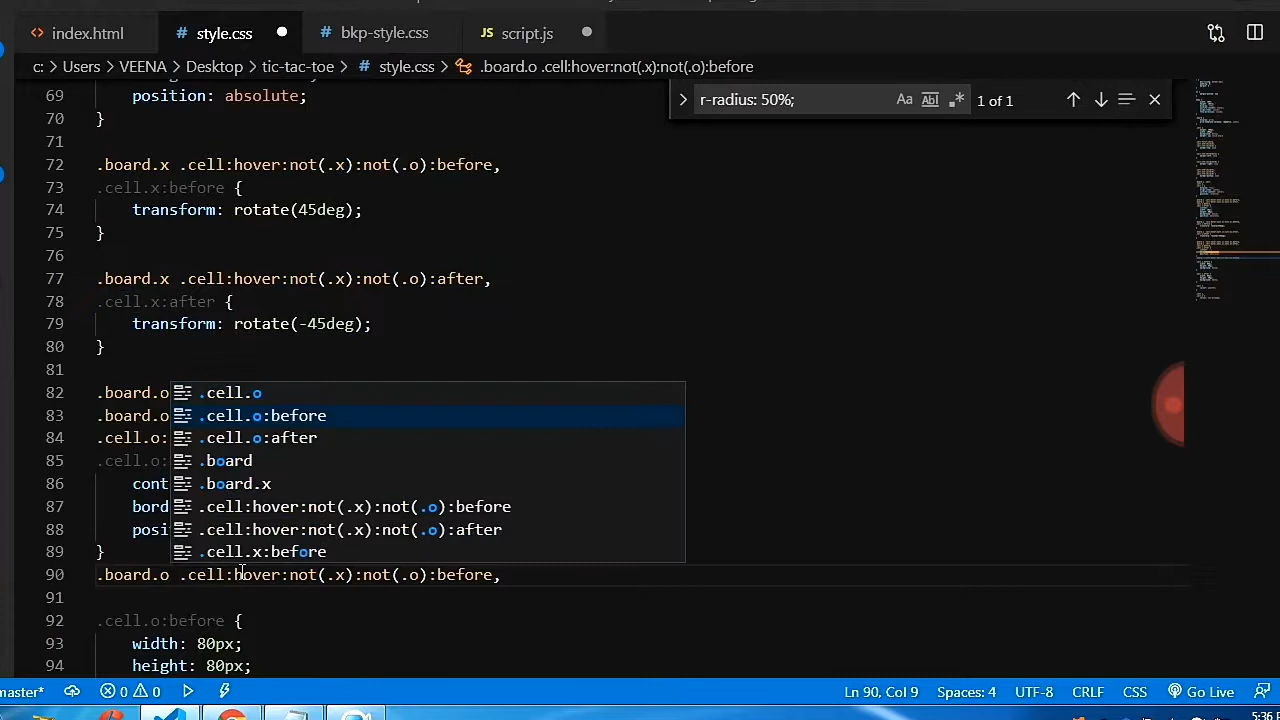 index.html style.css bkp-style.css JS script.js
c: > Users > VEENA > Desktop > tic-tac-toe > # style.css > .board.o .cell:hover:not(.x):not(.o):before
r-radius: 50%; Aa Abl .* 1 of 1
69 position: absolute;
70 }
71
72 .board.x .cell:hover:not(.x):not(.o):before,
73 .cell.x:before {
74 transform: rotate(45deg);
75 }
76
77 .board.x .cell:hover:not(.x):not(.o):after,
78 .cell.x:after {
79 transform: rotate(-45deg);
80 }
81
82 .board.o .cell.o
83 .board.o .cell.o:before
84 .cell.o: .cell.o:after
85 .cell.o: .board
86 cont .board.x
87 bord .cell:hover:not(.x):not(.o):before
88 posi .cell:hover:not(.x):not(.o):after
89 } .cell.x:before
90 .board.o .cell:hover:not(.x):not(.o):before,
91
92 .cell.o:before {
93 width: 80px;
94 height: 80px;
master* 0 0 Ln 90, Col 9 Spaces: 4 UTF-8 CRLF CSS Go Live